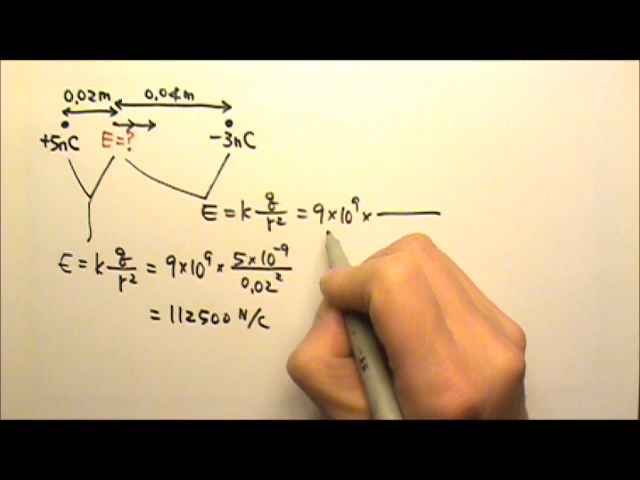 0.02m 0.04m
+5nC E=? -3nC
E = k q/r² = 9×10⁹ ×
E = k q/r² = 9×10⁹ × 5×10⁻⁹/0.02²
= 112500 N/C